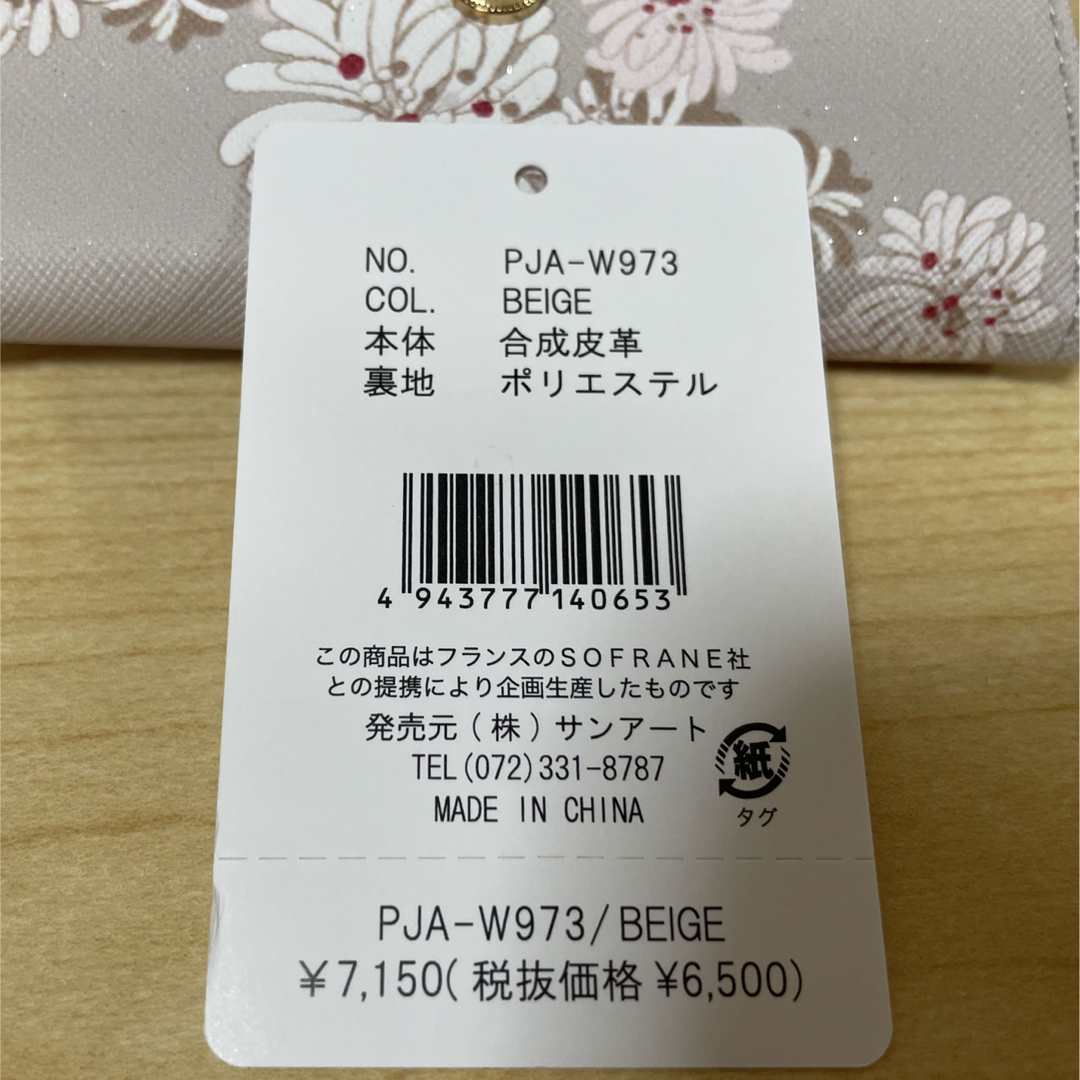 NO. PJA-W973
COL. BEIGE
本体 合成皮革
裏地 ポリエステル
4 943777 140653
この商品はフランスのSOFRANE社
との提携により企画生産したものです
発売元(株)サンアート
TEL(072)331-8787
MADE IN CHINA
紙
タグ
PJA-W973/BEIGE
¥7,150(税抜価格 ¥6,500)